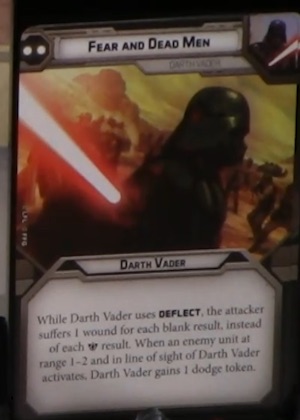 FEAR AND DEAD MEN
DARTH VADER
DARTH VADER
While Darth Vader uses DEFLECT, the attacker
suffers 1 wound for each blank result, instead
of each result. When an enemy unit at
range 1–2 and in line of sight of Darth Vader
activates, Darth Vader gains 1 dodge token.